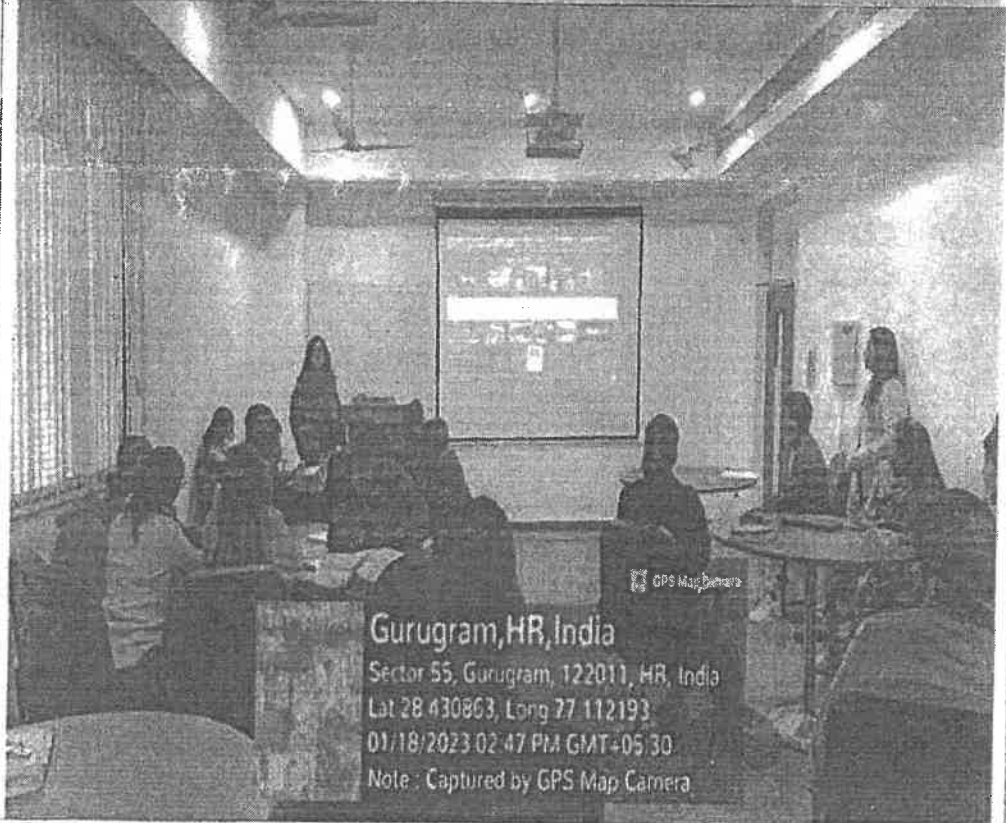 GPS Map Camera
Gurugram,HR,India
Sector 55, Gurugram, 122011, HR, India
Lat 28.430863, Long 77.112193
01/18/2023 02:47 PM GMT+05:30
Note : Captured by GPS Map Camera